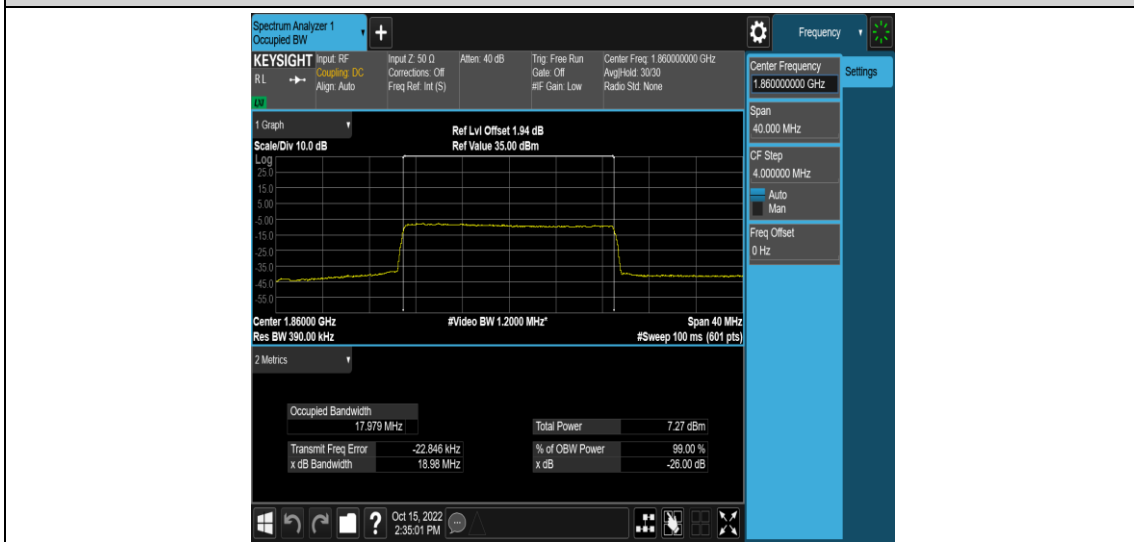 Spectrum Analyzer 1
Occupied BW
Frequency
KEYSIGHT
RL
Input: RF
Coupling: DC
Align: Auto
Input Z: 50 Ω
Corrections: Off
Freq Ref: Int (S)
Atten: 40 dB
Trig: Free Run
Gate: Off
#IF Gain: Low
Center Freq: 1.860000000 GHz
Avg|Hold: 30/30
Radio Std: None
Center Frequency
1.860000000 GHz
Settings
Span
40.000 MHz
CF Step
4.000000 MHz
Auto
Man
Freq Offset
0 Hz
1 Graph
Scale/Div 10.0 dB
Ref Lvl Offset 1.94 dB
Ref Value 35.00 dBm
Log
25.0
15.0
5.00
-5.00
-15.0
-25.0
-35.0
-45.0
-55.0
Center 1.86000 GHz
#Video BW 1.2000 MHz*
Span 40 MHz
Res BW 390.00 kHz
#Sweep 100 ms (601 pts)
2 Metrics
Occupied Bandwidth
17.979 MHz
Total Power 7.27 dBm
Transmit Freq Error -22.846 kHz
% of OBW Power 99.00 %
x dB Bandwidth 18.98 MHz
x dB -26.00 dB
?
Oct 15, 2022
2:35:01 PM